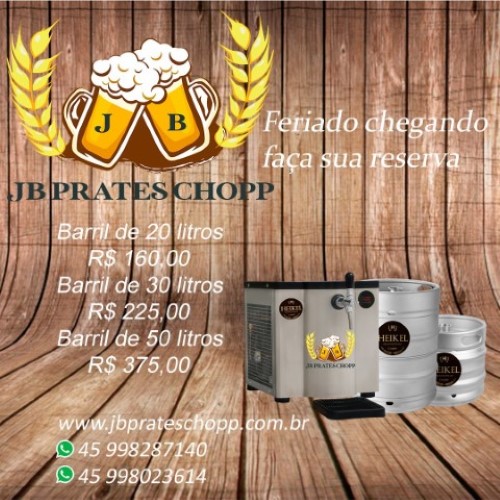 J B
JB PRATES CHOPP
Feriado chegando
faça sua reserva
Barril de 20 litros
R$ 160,00
Barril de 30 litros
R$ 225,00
Barril de 50 litros
R$ 375,00
HEIKEL
JB PRATES CHOPP
HEIKEL
HEIKEL
www.jbprateschopp.com.br
45 998287140
45 998023614